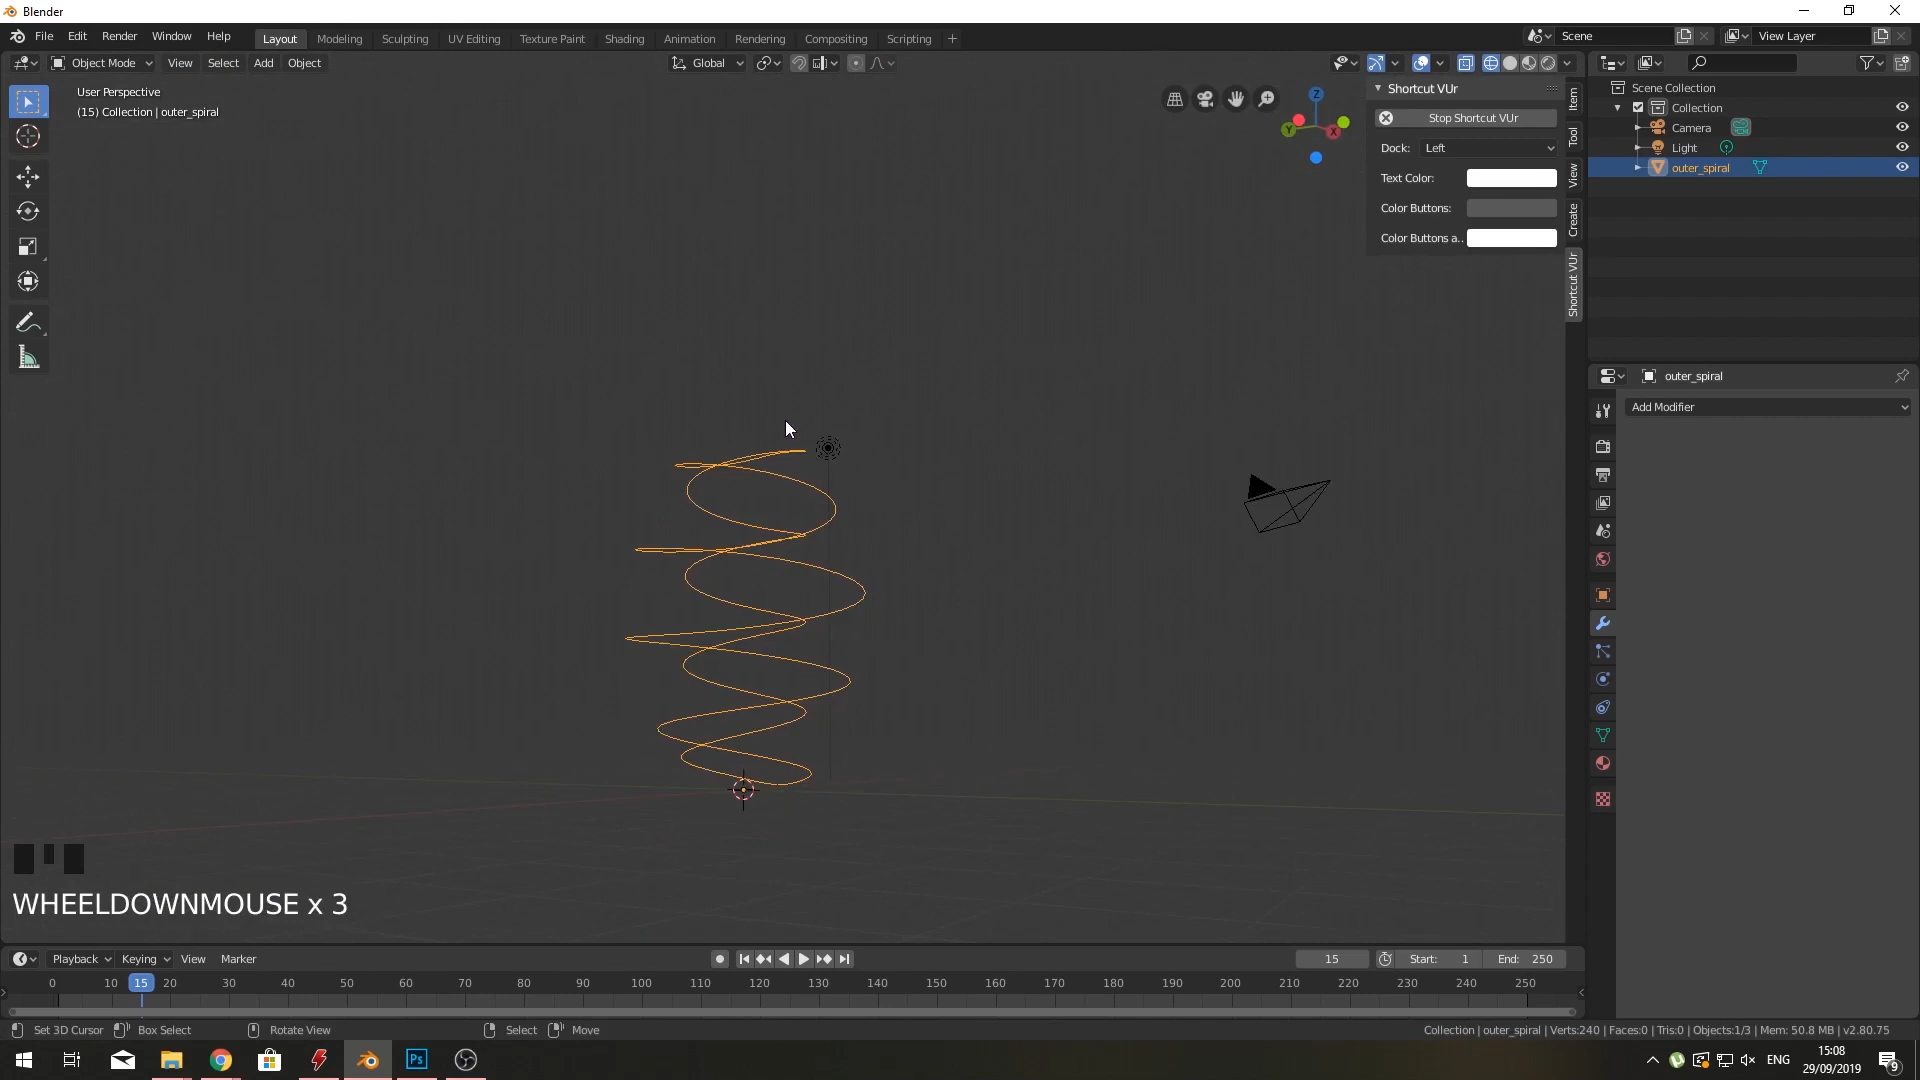 Blender
File Edit Render Window Help
Layout Modeling Sculpting UV Editing Texture Paint Shading Animation Rendering Compositing Scripting +
Scene
View Layer
Object Mode View Select Add Object
Global
User Perspective
(15) Collection | outer_spiral
Z
Y
X
Shortcut VUr
Stop Shortcut VUr
Dock: Left
Text Color:
Color Buttons:
Color Buttons a..
Item
Tool
View
Create
Shortcut VUr
Scene Collection
Collection
Camera
Light
outer_spiral
outer_spiral
Add Modifier
WHEELDOWNMOUSE x 3
Playback Keying View Marker
15
Start: 1
End: 250
0 10 15 20 30 40 50 60 70 80 90 100 110 120 130 140 150 160 170 180 190 200 210 220 230 240 250
Set 3D Cursor Box Select Rotate View Select Move
Collection | outer_spiral | Verts:240 | Faces:0 | Tris:0 | Objects:1/3 | Mem: 50.8 MB | v2.80.75
Ps
ENG
15:08
29/09/2019
9